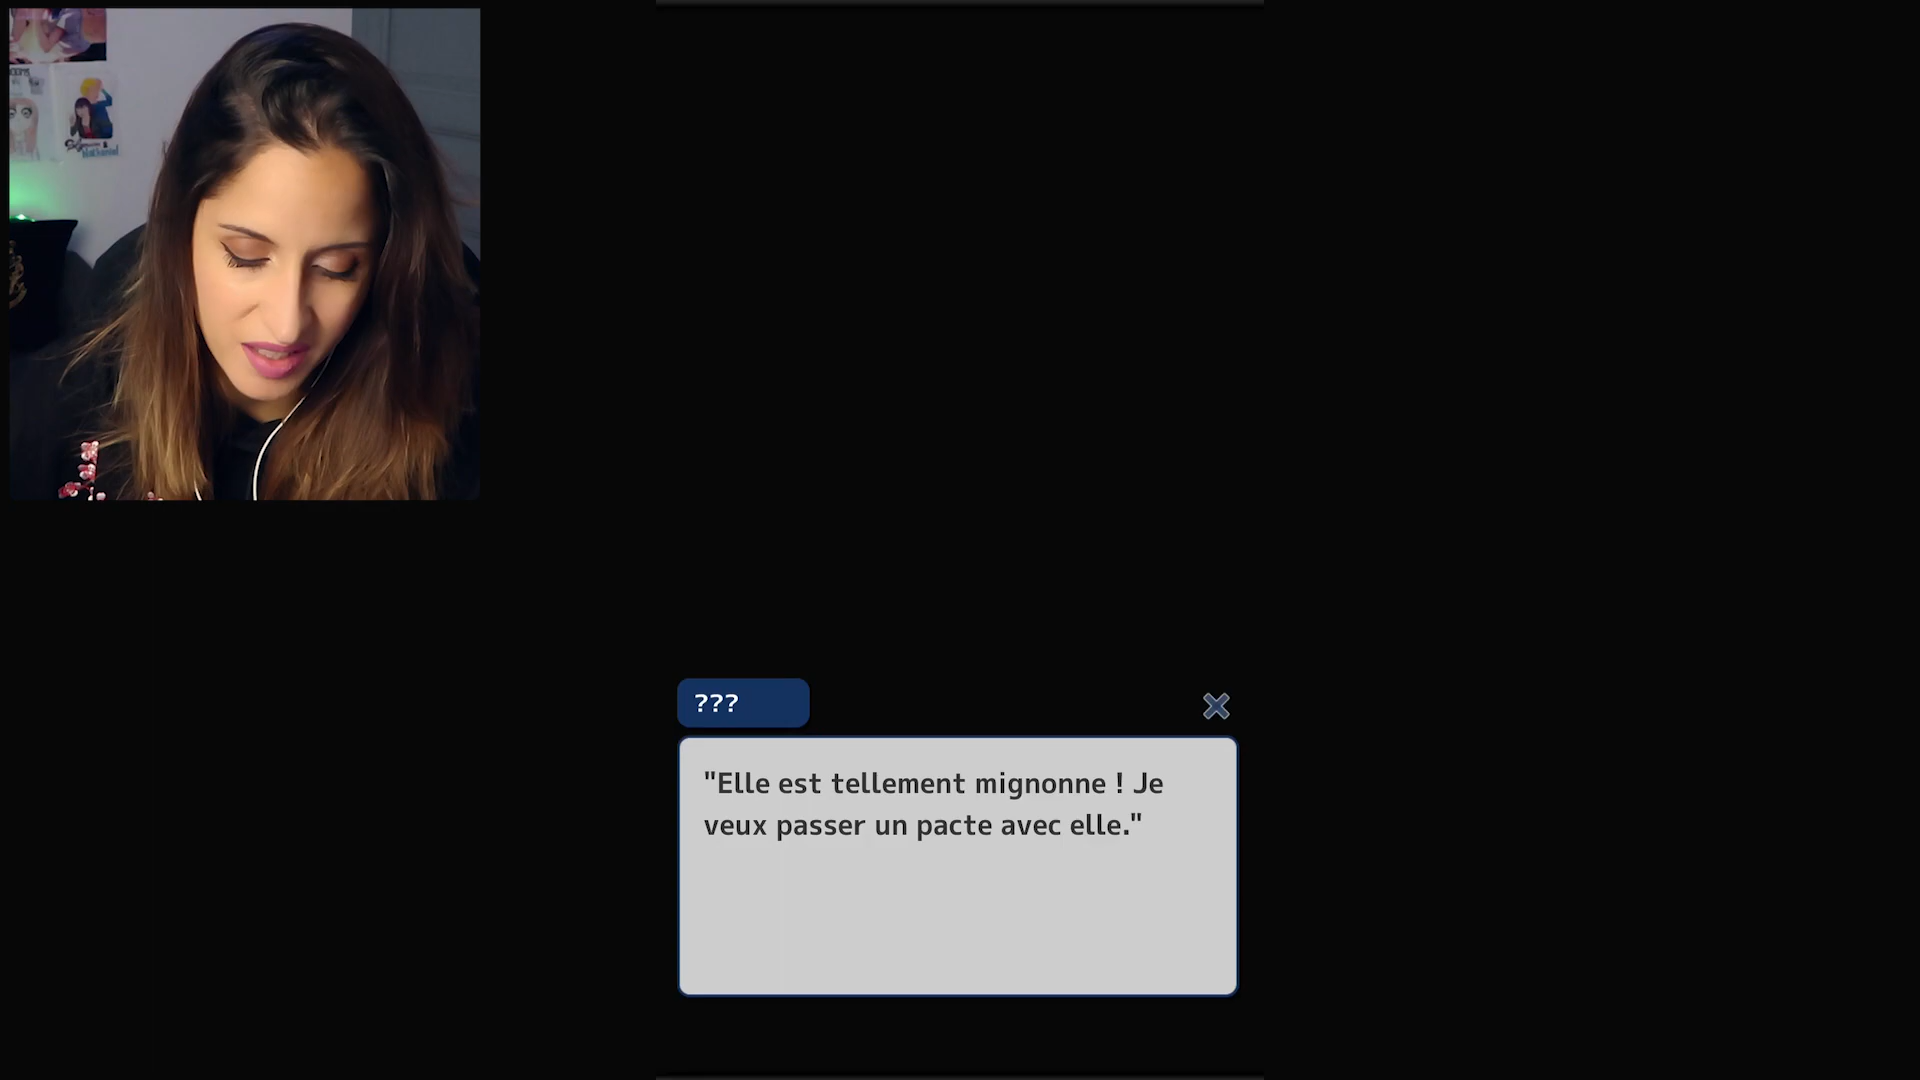 ???
"Elle est tellement mignonne ! Je
veux passer un pacte avec elle."